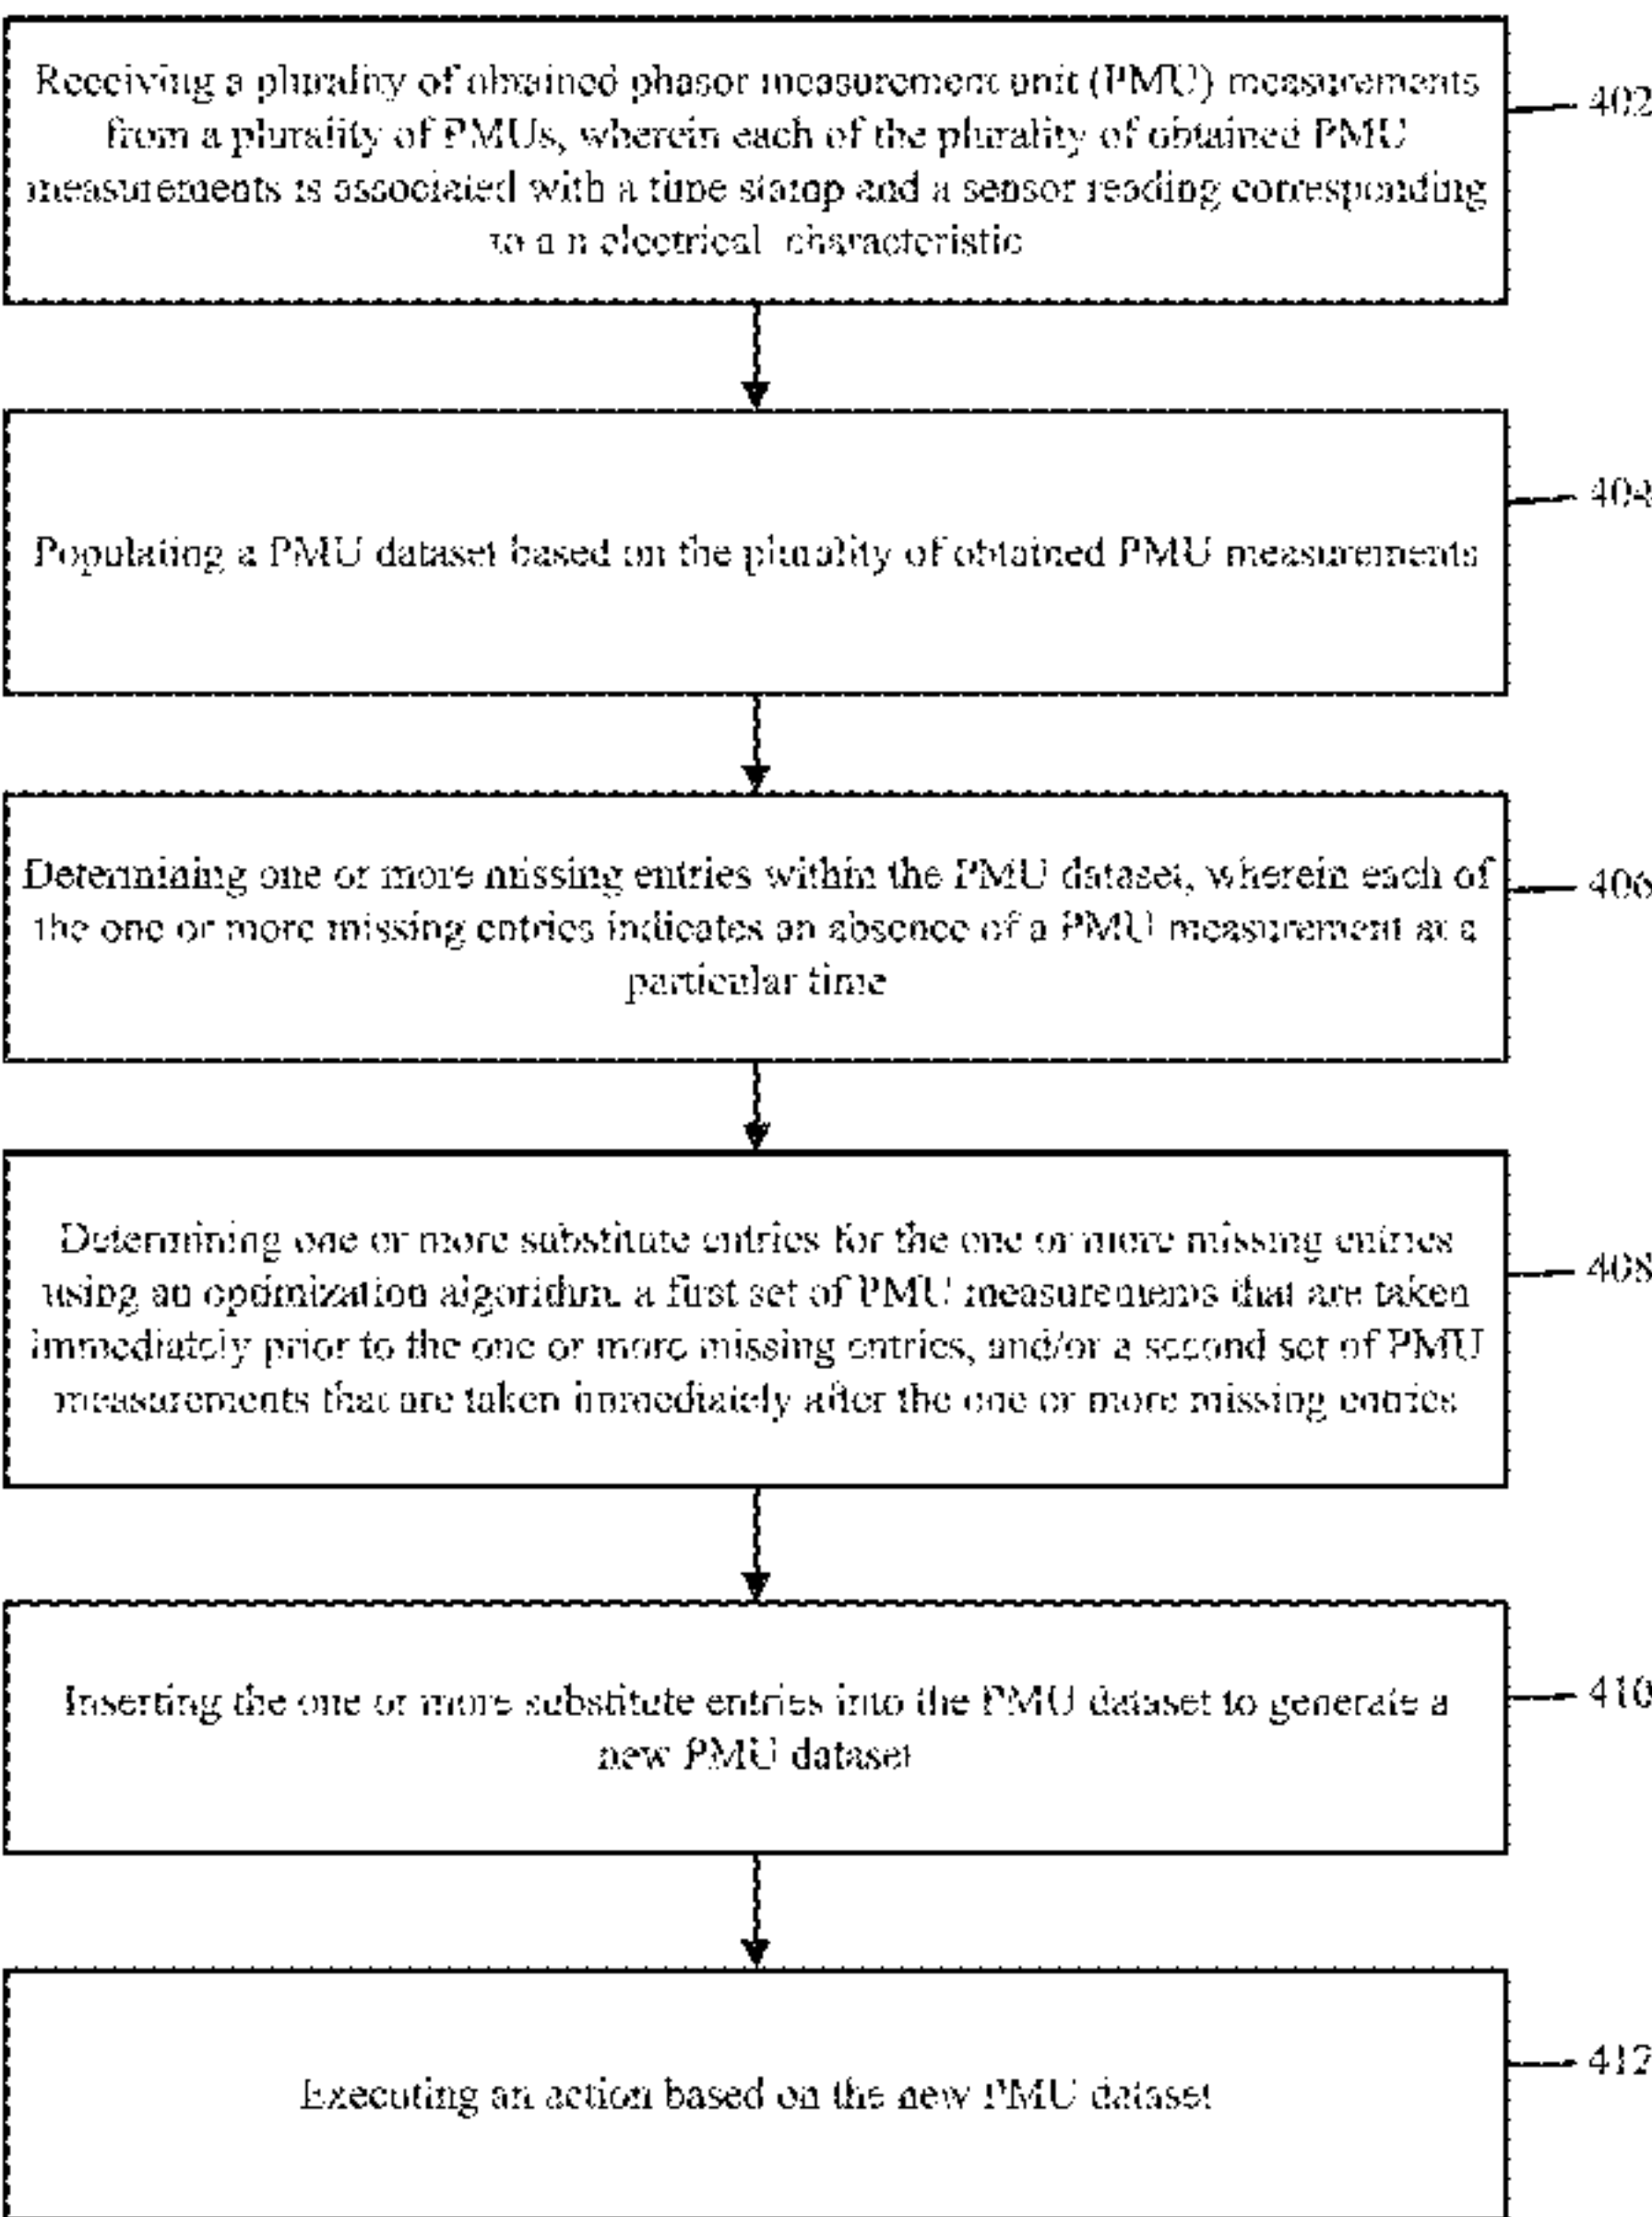 Receiving a plurality of obtained phasor measurement unit (PMU) measurements
402
from a plurality of PMUs, wherein each of the plurality of obtained PMU
measurements is associated with a time stamp and a sensor reading corresponding
to a n electrical characteristic
404
Populating a PMU dataset based on the plurality of obtained PMU measurements
Determining one or more missing entries within the PMU dataset, wherein each of
406
the one or more missing entries indicates an absence of a PMU measurement at a
particular time
Determining one or more substitute entries for the one or more missing entries
408
using an optimization algorithm, a first set of PMU measurements that are taken
immediately prior to the one or more missing entries, and/or a second set of PMU
measurements that are taken immediately after the one or more missing entries
Inserting the one or more substitute entries into the PMU dataset to generate a
410
new PMU dataset
412
Executing an action based on the new PMU dataset